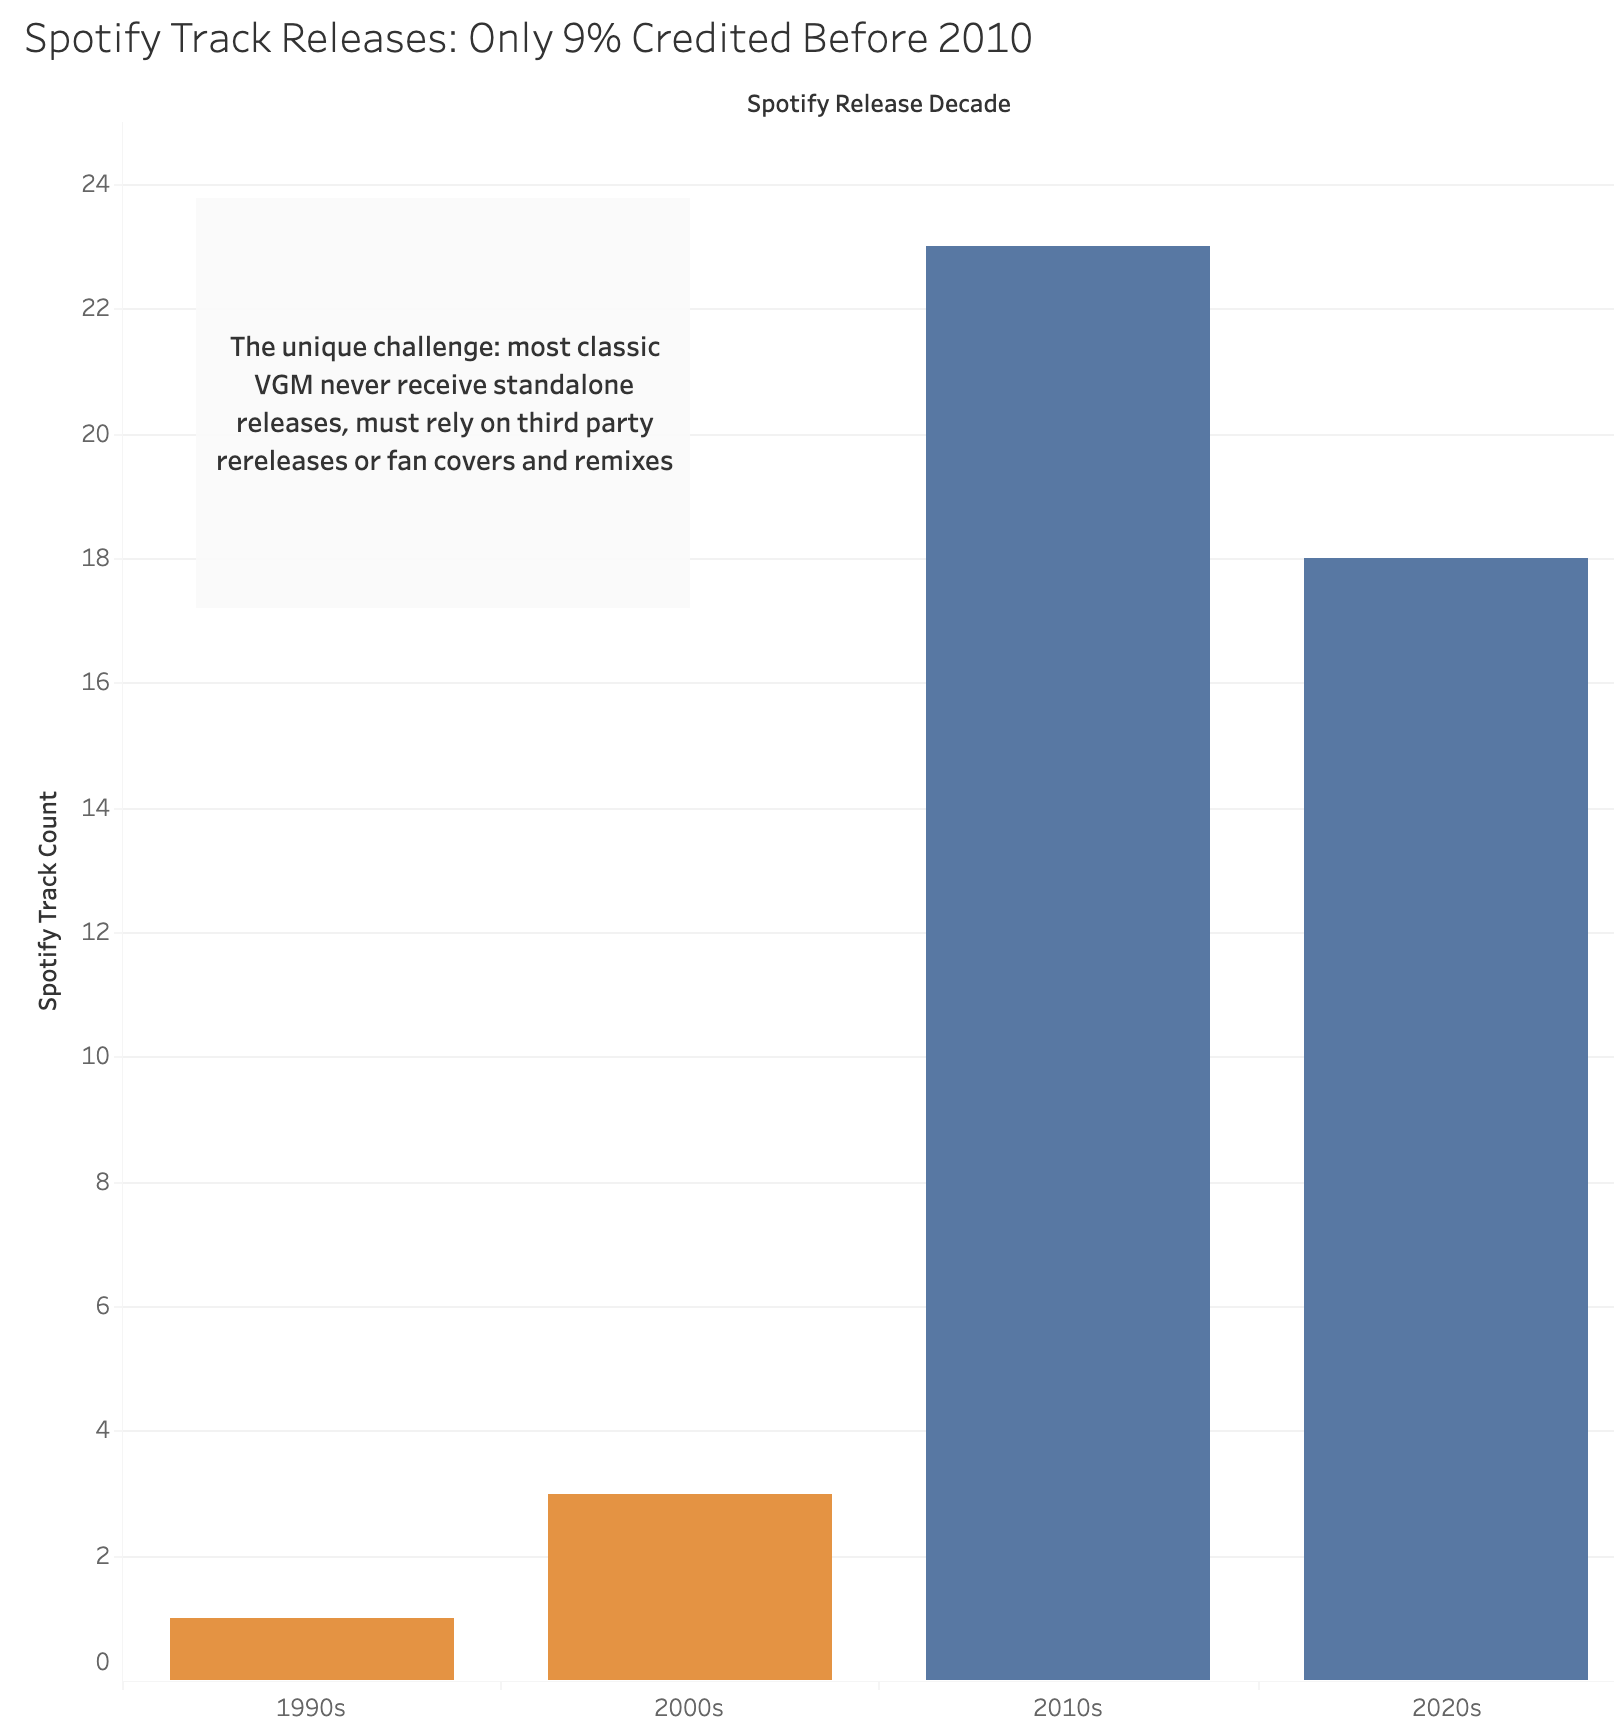 Spotify Track Releases: Only 9% Credited Before 2010
Spotify Release Decade
24
22
20
18
16
14
12
10
8
6
4
2
0
Spotify Track Count
The unique challenge: most classic
VGM never receive standalone
releases, must rely on third party
rereleases or fan covers and remixes
1990s
2000s
2010s
2020s